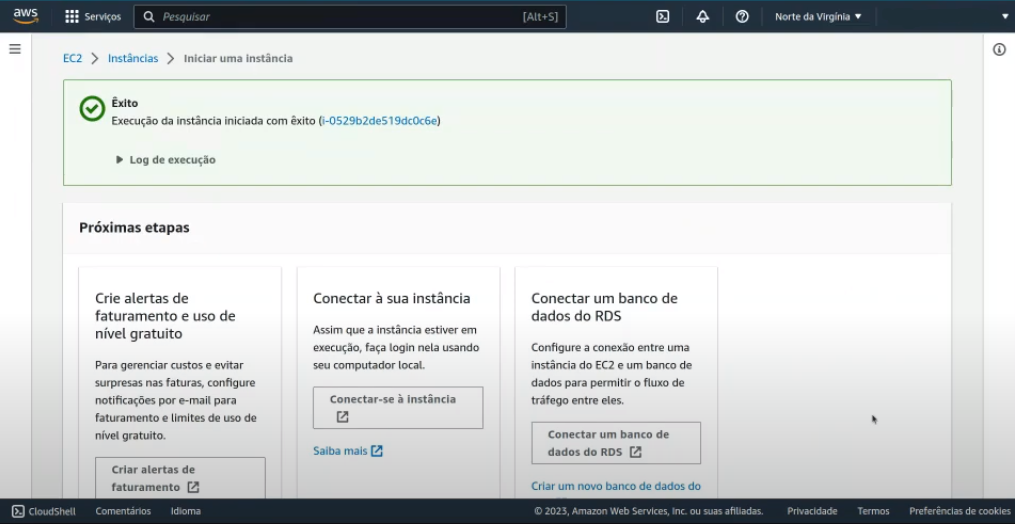 aws
Serviços
Pesquisar
[Alt+S]
Norte da Virgínia
EC2 > Instâncias > Iniciar uma instância
Êxito
Execução da instância iniciada com êxito (i-0529b2de519dc0c6e)
Log de execução
Próximas etapas
Crie alertas de
faturamento e uso de
nível gratuito
Para gerenciar custos e evitar
surpresas nas faturas, configure
notificações por e-mail para
faturamento e limites de uso de
nível gratuito.
Criar alertas de
faturamento
Conectar à sua instância
Assim que a instância estiver em
execução, faça login nela usando
seu computador local.
Conectar-se à instância
Saiba mais
Conectar um banco de
dados do RDS
Configure a conexão entre uma
instância do EC2 e um banco de
dados para permitir o fluxo de
tráfego entre eles.
Conectar um banco de
dados do RDS
Criar um novo banco de dados do
CloudShell
Comentários
Idioma
© 2023, Amazon Web Services, Inc. ou suas afiliadas.
Privacidade
Termos
Preferências de cookies